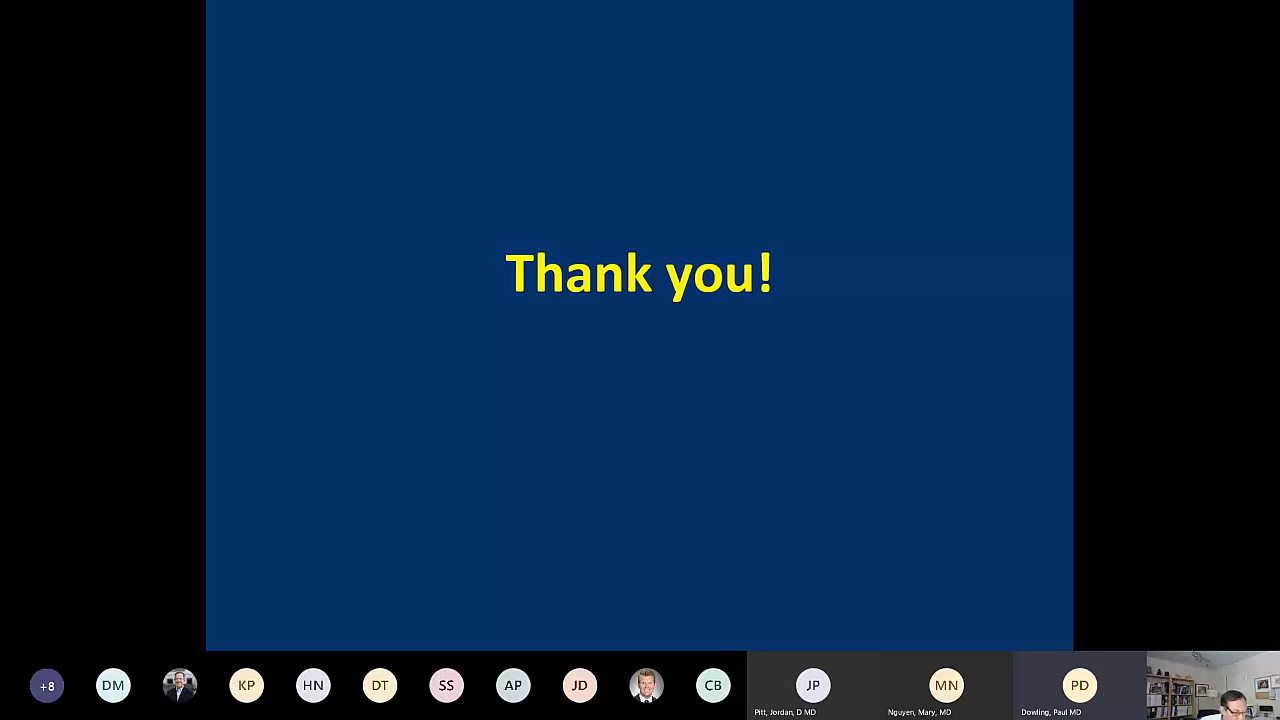 Thank you!
+8
DM
KP
HN
DT
SS
AP
JD
CB
JP
MN
PD
Pitt, Jordan, D MD
Nguyen, Mary, MD
Dowling, Paul MD